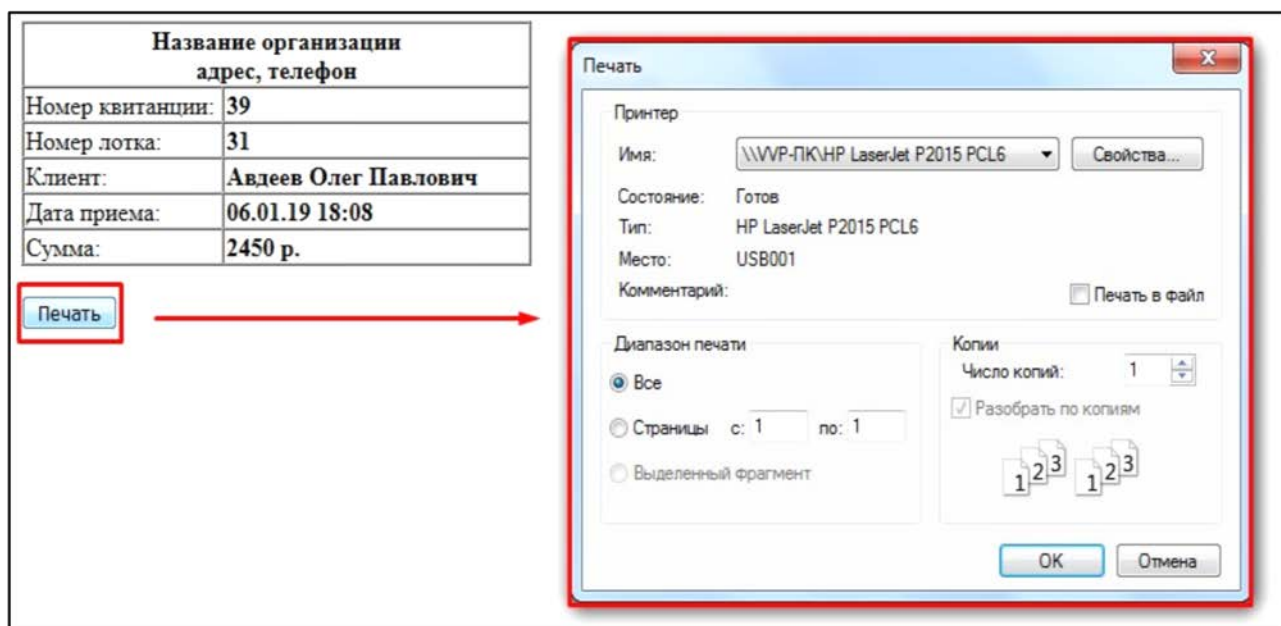 Название организации
адрес, телефон
Номер квитанции: 39
Номер лотка: 31
Клиент: Авдеев Олег Павлович
Дата приема: 06.01.19 18:08
Сумма: 2450 р.
Печать
Печать
Принтер
Имя: \\VVP-ПК\HP LaserJet P2015 PCL6 Свойства...
Состояние: Готов
Тип: HP LaserJet P2015 PCL6
Место: USB001
Комментарий: Печать в файл
Диапазон печати
Все
Страницы с: 1 по: 1
Выделенный фрагмент
Копии
Число копий: 1
Разобрать по копиям
1 2 3 1 2 3
OK Отмена